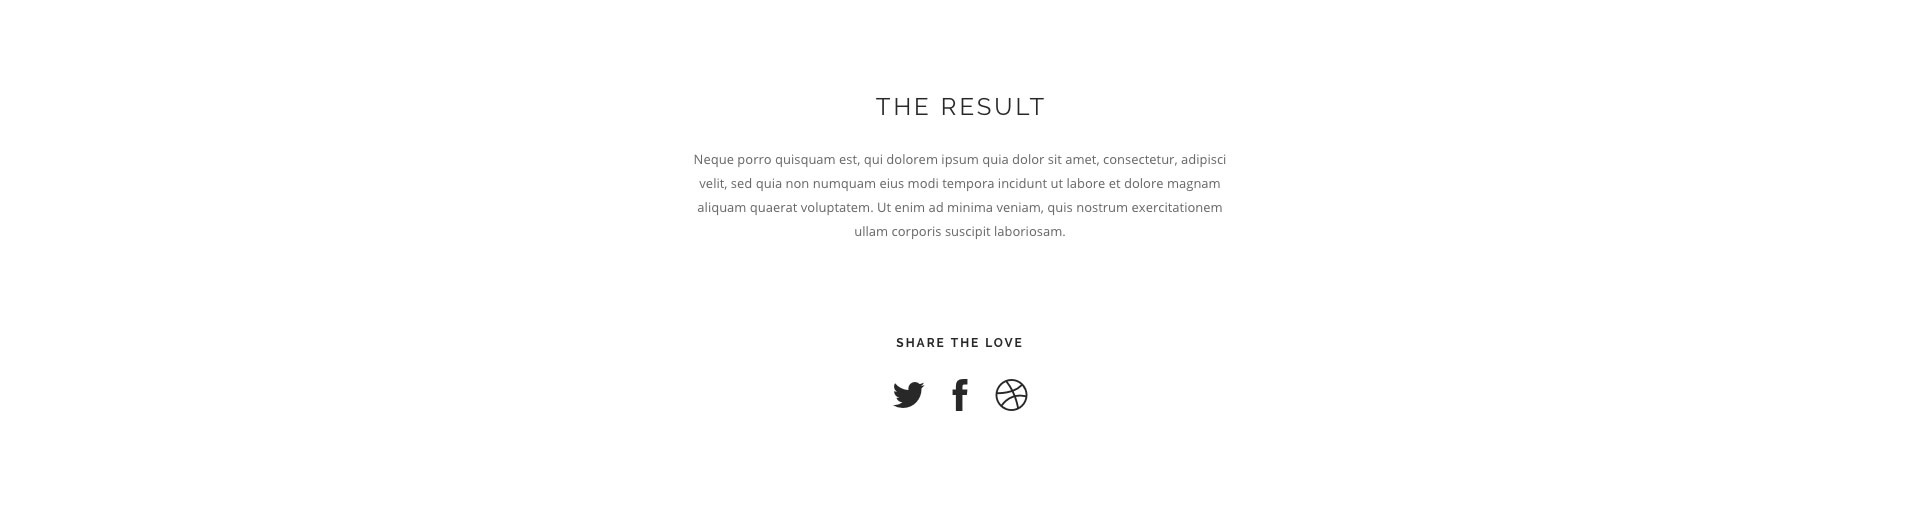 THE RESULT
Neque porro quisquam est, qui dolorem ipsum quia dolor sit amet, consectetur, adipisci
velit, sed quia non numquam eius modi tempora incidunt ut labore et dolore magnam
aliquam quaerat voluptatem. Ut enim ad minima veniam, quis nostrum exercitationem
ullam corporis suscipit laboriosam.
SHARE THE LOVE